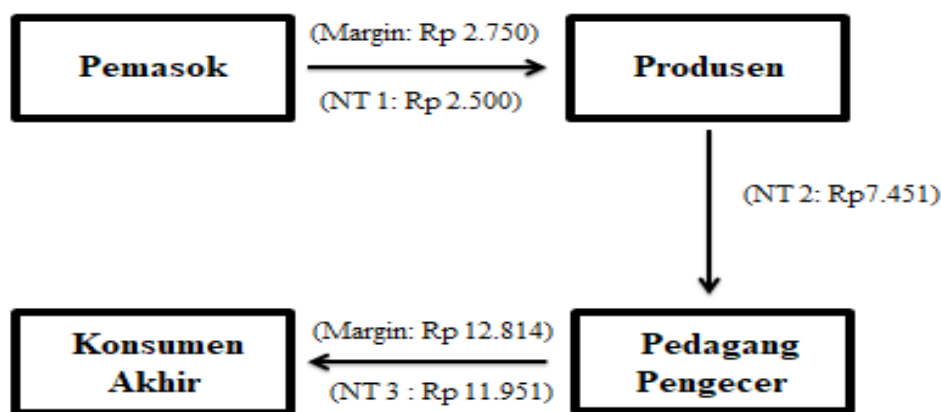 Pemasok
(Margin: Rp 2.750)
(NT 1: Rp 2.500)
Produsen
(NT 2: Rp7.451)
Konsumen
Akhir
(Margin: Rp 12.814)
(NT 3 : Rp 11.951)
Pedagang
Pengecer